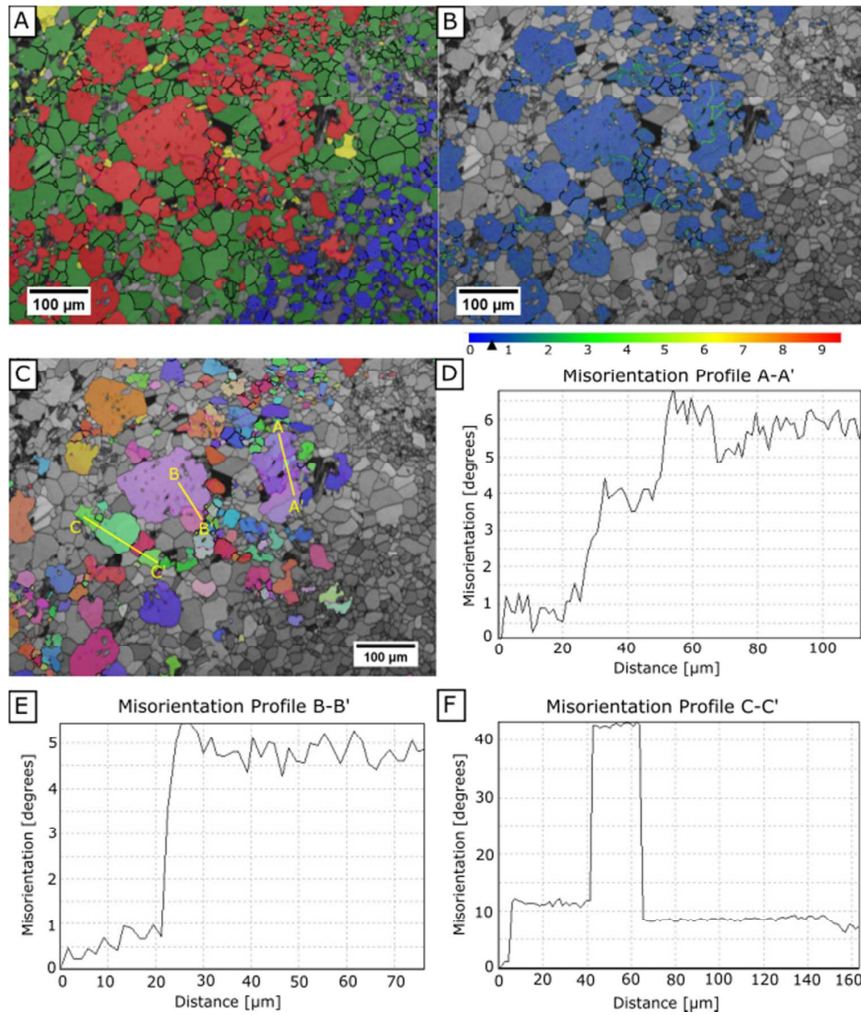 A
B
100 µm
100 µm
0 1 2 3 4 5 6 7 8 9
C
A
B
A'
C
B'
C'
100 µm
D
Misorientation Profile A-A'
Misorientation [degrees]
6
5
4
3
2
1
0
0 20 40 60 80 100
Distance [µm]
E
Misorientation Profile B-B'
Misorientation [degrees]
5
4
3
2
1
0
0 10 20 30 40 50 60 70
Distance [µm]
F
Misorientation Profile C-C'
Misorientation [degrees]
40
30
20
10
0
0 20 40 60 80 100 120 140 160
Distance [µm]